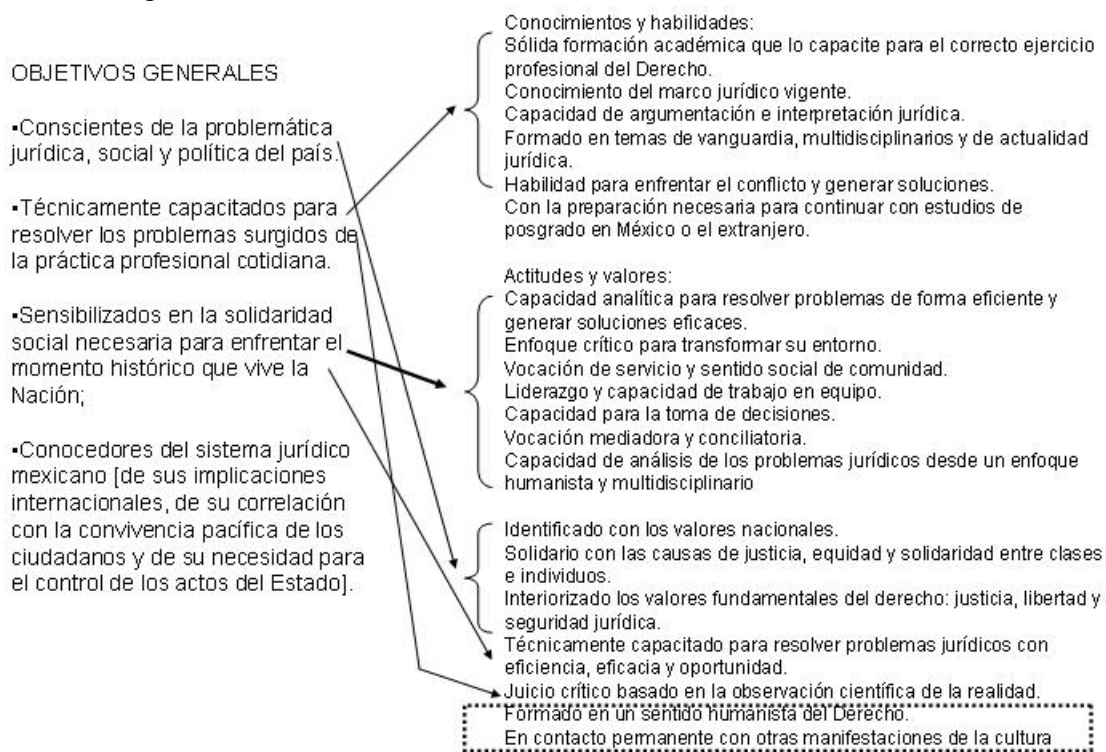 OBJETIVOS GENERALES
▪Conscientes de la problemática
jurídica, social y política del país.
▪Técnicamente capacitados para
resolver los problemas surgidos de
la práctica profesional cotidiana.
▪Sensibilizados en la solidaridad
social necesaria para enfrentar el
momento histórico que vive la
Nación;
▪Conocedores del sistema jurídico
mexicano [de sus implicaciones
internacionales, de su correlación
con la convivencia pacífica de los
ciudadanos y de su necesidad para
el control de los actos del Estado].
Conocimientos y habilidades:
Sólida formación académica que lo capacite para el correcto ejercicio
profesional del Derecho.
Conocimiento del marco jurídico vigente.
Capacidad de argumentación e interpretación jurídica.
Formado en temas de vanguardia, multidisciplinarios y de actualidad
jurídica.
Habilidad para enfrentar el conflicto y generar soluciones.
Con la preparación necesaria para continuar con estudios de
posgrado en México o el extranjero.
Actitudes y valores:
Capacidad analítica para resolver problemas de forma eficiente y
generar soluciones eficaces.
Enfoque crítico para transformar su entorno.
Vocación de servicio y sentido social de comunidad.
Liderazgo y capacidad de trabajo en equipo.
Capacidad para la toma de decisiones.
Vocación mediadora y conciliatoria.
Capacidad de análisis de los problemas jurídicos desde un enfoque
humanista y multidisciplinario
Identificado con los valores nacionales.
Solidario con las causas de justicia, equidad y solidaridad entre clases
e individuos.
Interiorizado los valores fundamentales del derecho: justicia, libertad y
seguridad jurídica.
Técnicamente capacitado para resolver problemas jurídicos con
eficiencia, eficacia y oportunidad.
Juicio crítico basado en la observación científica de la realidad.
Formado en un sentido humanista del Derecho.
En contacto permanente con otras manifestaciones de la cultura